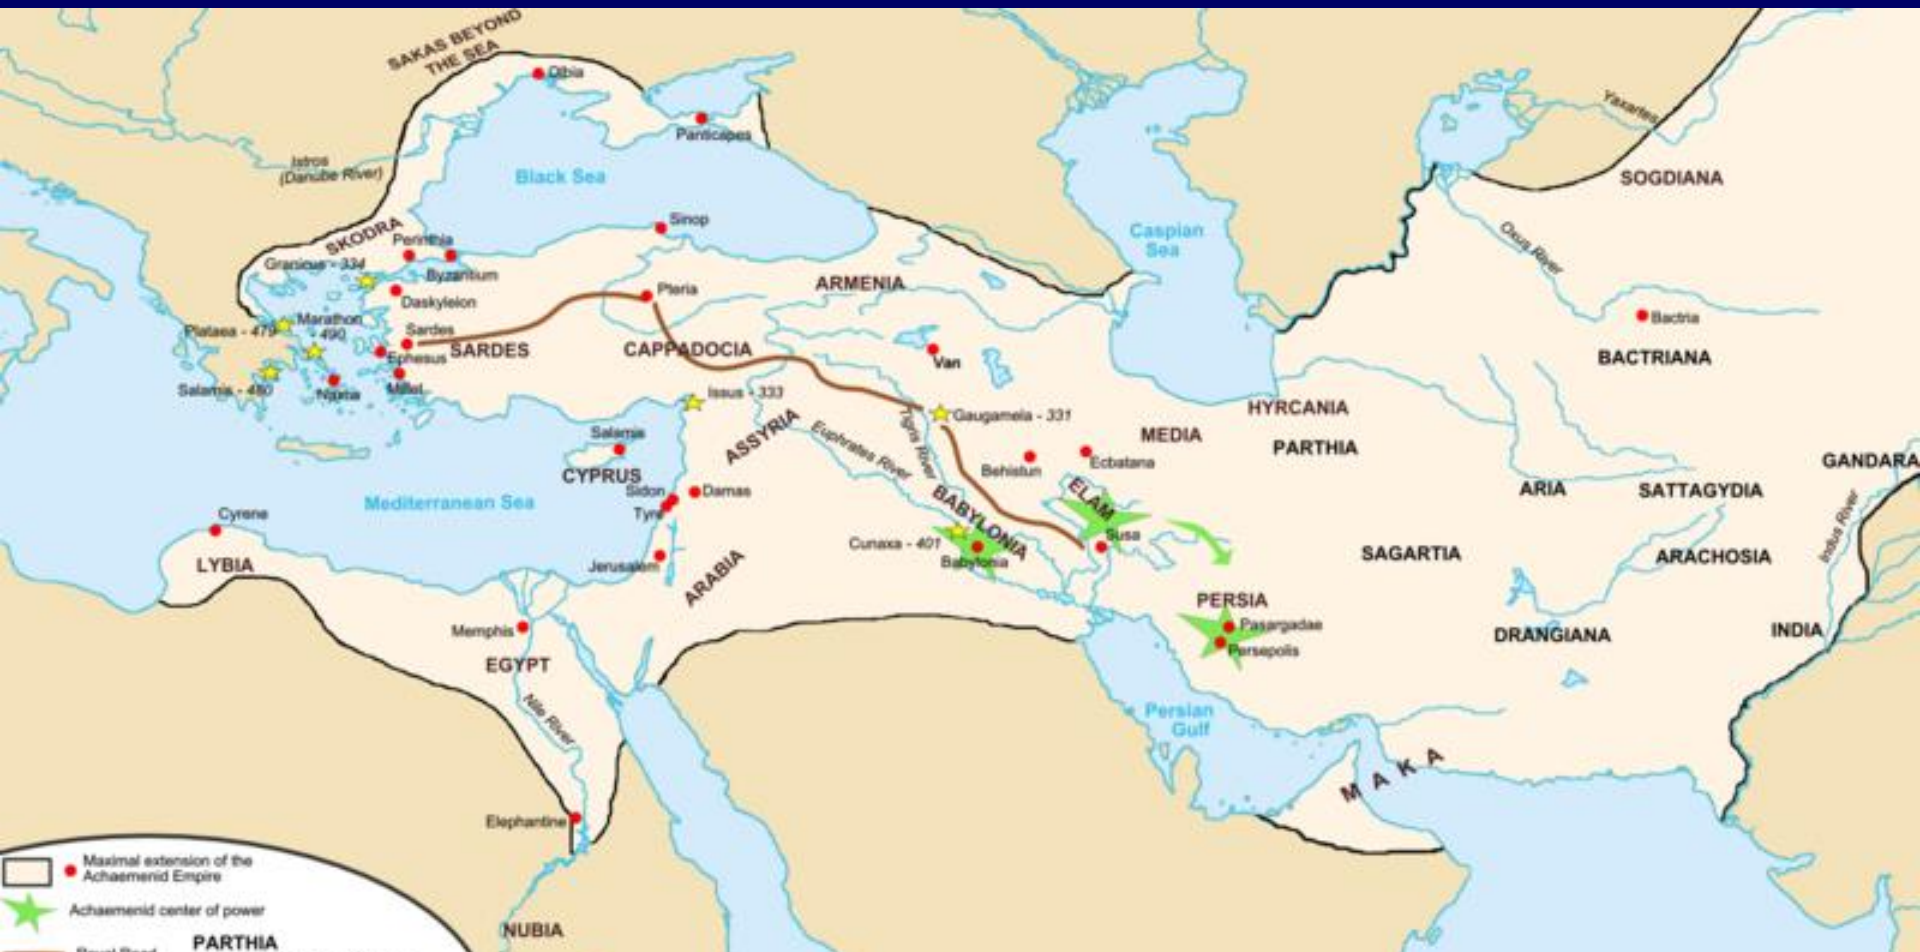 SAKAS BEYOND
THE SEA
Olbia
Panticapes
Yaxartes
Istros
(Danube River)
Black Sea
SOGDIANA
Sinop
SKODRA
Perinthia
Caspian
Sea
Oxus River
Granicus - 334
Byzantium
ARMENIA
Pteria
Daskyleion
Bactria
Marathon
- 490
Plataea - 479
Sardes
SARDES
CAPPADOCIA
Ephesus
BACTRIANA
Van
Salamis - 480
Naxos
Millet
Issus - 333
Gaugamela - 331
HYRCANIA
ASSYRIA
Tigris River
MEDIA
PARTHIA
Salamis
Euphrates River
Behistun
Ecbatana
GANDARA
CYPRUS
Sidon
Damas
ELAM
ARIA
SATTAGYDIA
Mediterranean Sea
Tyre
BABYLONIA
Cyrene
Susa
Indus River
Cunaxa - 401
LYBIA
Jerusalem
ARABIA
Babylonia
SAGARTIA
ARACHOSIA
PERSIA
Memphis
Pasargadae
DRANGIANA
INDIA
Persepolis
EGYPT
Nile River
Persian
Gulf
MAKA
Elephantine
Maximal extension of the
Achaemenid Empire
Achaemenid center of power
NUBIA
Royal Road
PARTHIA